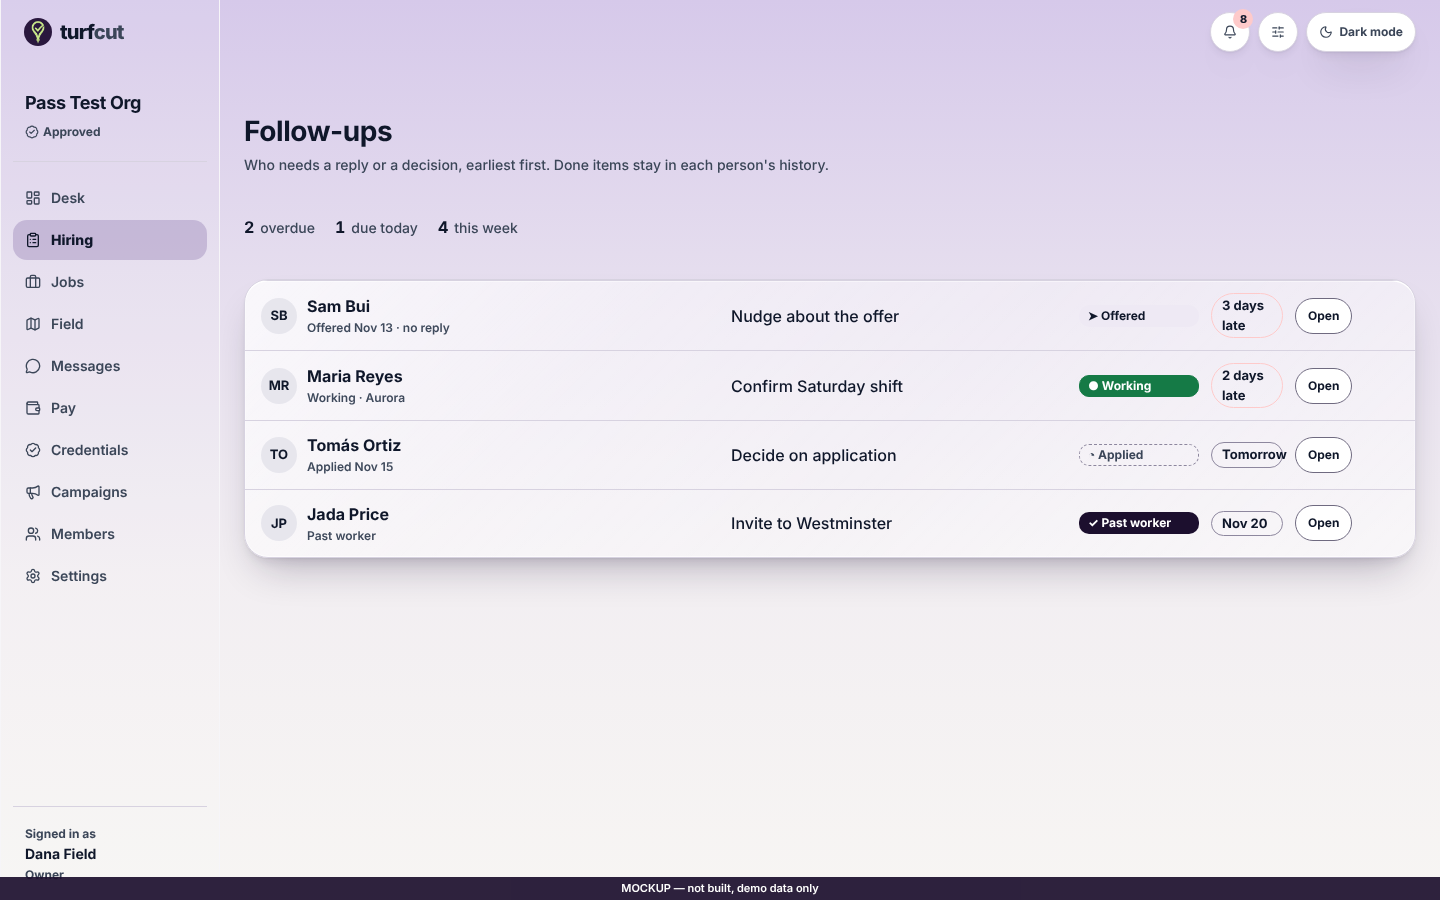 turfcut
8
Dark mode
Pass Test Org
Approved
Desk
Hiring
Jobs
Field
Messages
Pay
Credentials
Campaigns
Members
Settings
Signed in as
Dana Field
Owner
Follow-ups
Who needs a reply or a decision, earliest first. Done items stay in each person's history.
2 overdue 1 due today 4 this week
SB
Sam Bui
Offered Nov 13 · no reply
Nudge about the offer
➤ Offered
3 days
late
Open
MR
Maria Reyes
Working · Aurora
Confirm Saturday shift
● Working
2 days
late
Open
TO
Tomás Ortiz
Applied Nov 15
Decide on application
Applied
Tomorrow
Open
JP
Jada Price
Past worker
Invite to Westminster
✓ Past worker
Nov 20
Open
MOCKUP — not built, demo data only